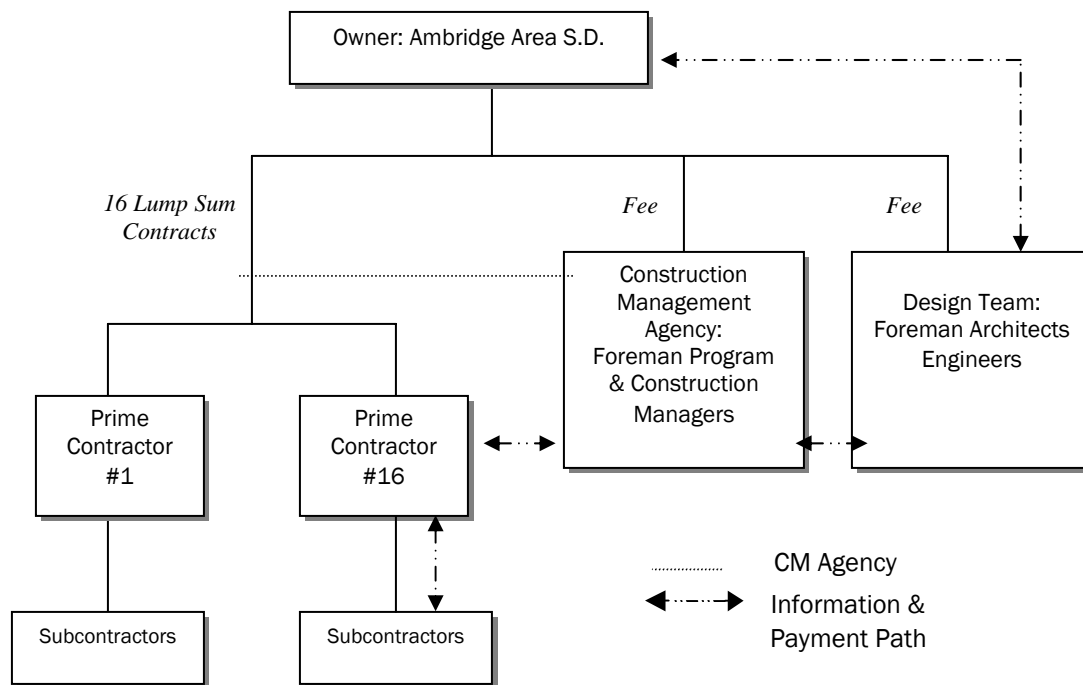 Owner: Ambridge Area S.D.
16 Lump Sum
Contracts
Fee
Fee
Construction
Management
Agency:
Foreman Program
& Construction
Managers
Design Team:
Foreman Architects
Engineers
Prime
Contractor
#1
Prime
Contractor
#16
Subcontractors
Subcontractors
CM Agency
Information &
Payment Path